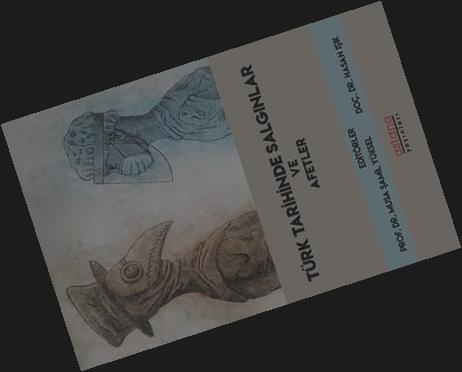 TÜRK TARİHİNDE SALGINLAR
VE
AFETLER
EDİTÖRLER
PROF. DR. MUSA ŞAMİL YÜKSEL
DOÇ. DR. HASAN IŞIK
astana
yayınları